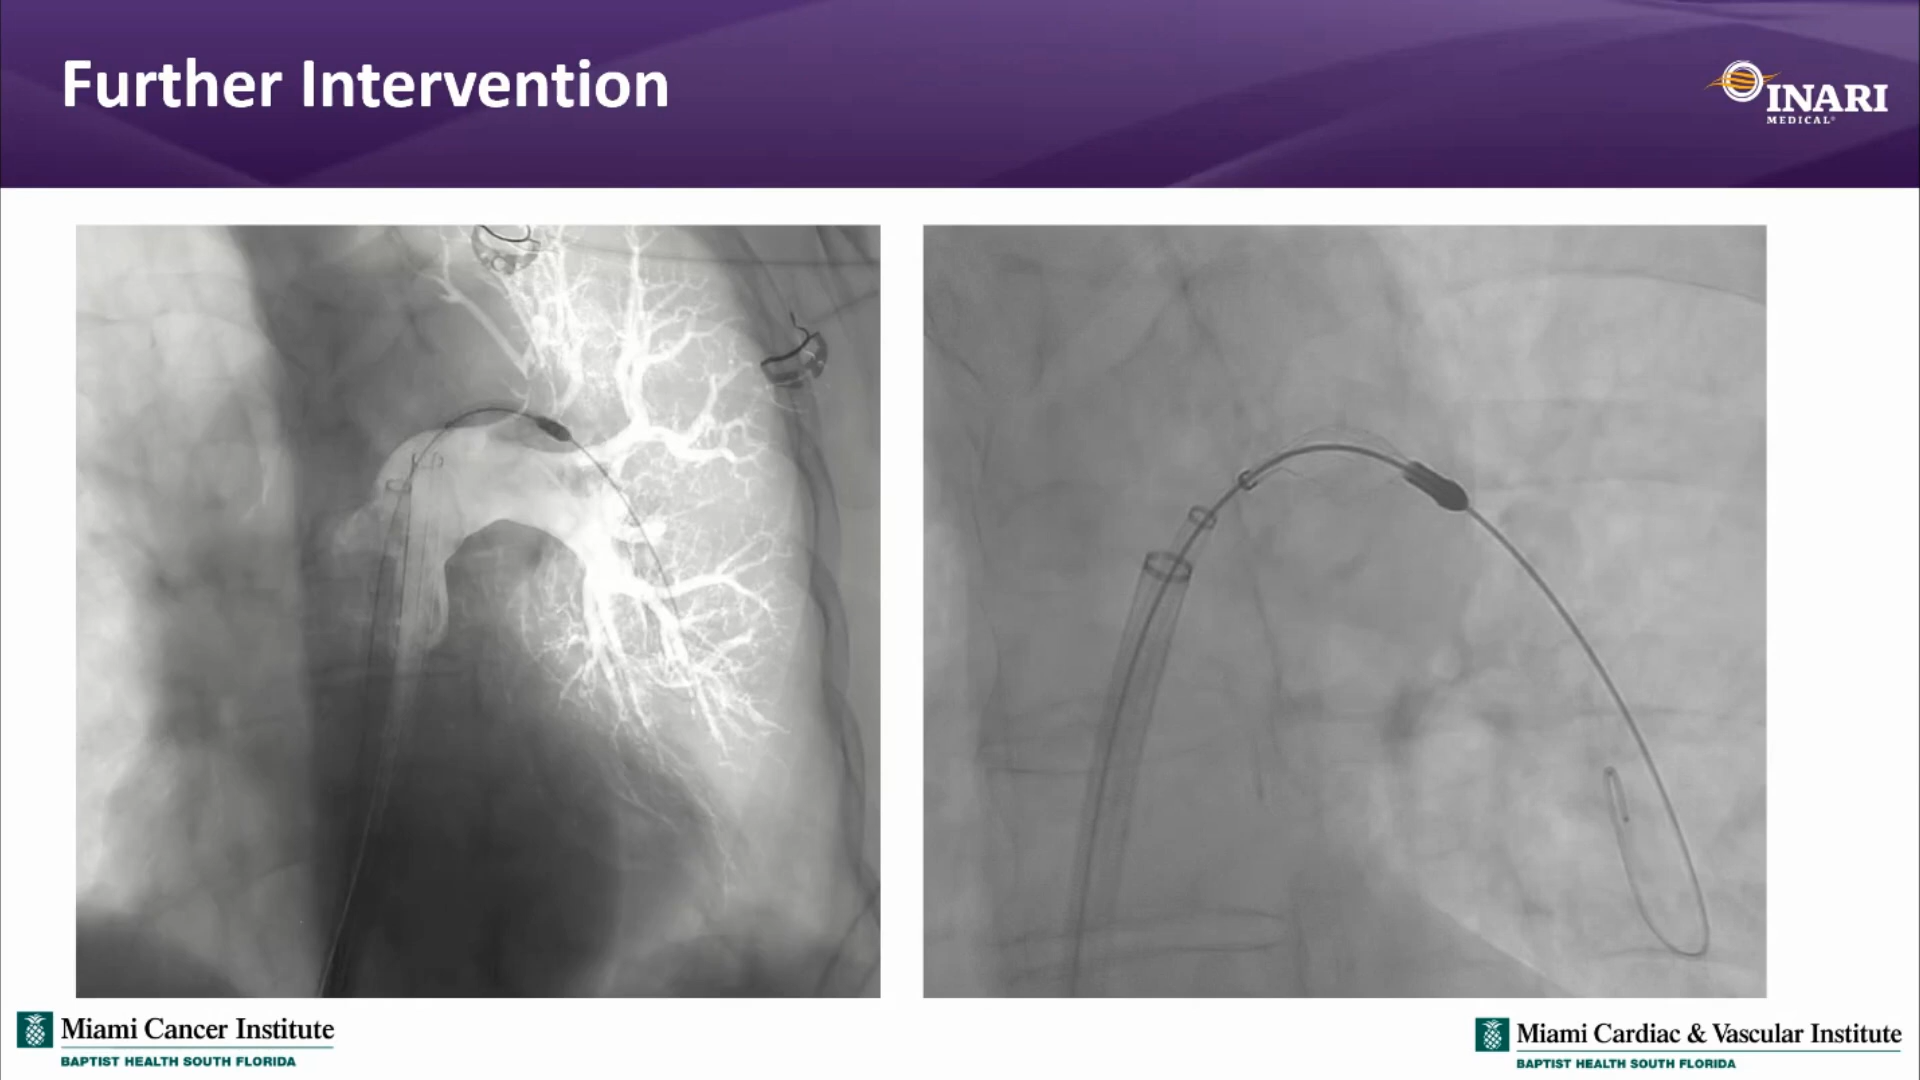 Further Intervention
INARI
MEDICAL®
Miami Cancer Institute
BAPTIST HEALTH SOUTH FLORIDA
Miami Cardiac & Vascular Institute
BAPTIST HEALTH SOUTH FLORIDA